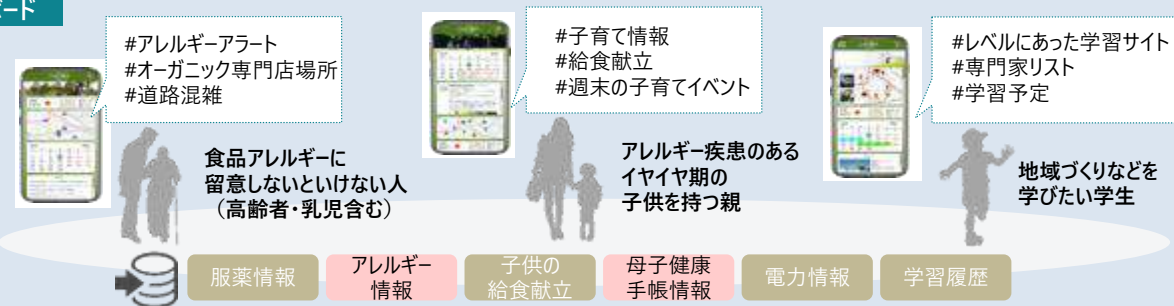 ード
#アレルギーアラート
#オーガニック専門店場所
#道路混雑
#子育て情報
#給食献立
#週末の子育てイベント
#レベルにあった学習サイト
#専門家リスト
#学習予定
食品アレルギーに
留意しないといけない人
（高齢者・乳児含む）
アレルギー疾患のある
イヤイヤ期の
子供を持つ親
地域づくりなどを
学びたい学生
服薬情報
アレルギー
情報
子供の
給食献立
母子健康
手帳情報
電力情報
学習履歴